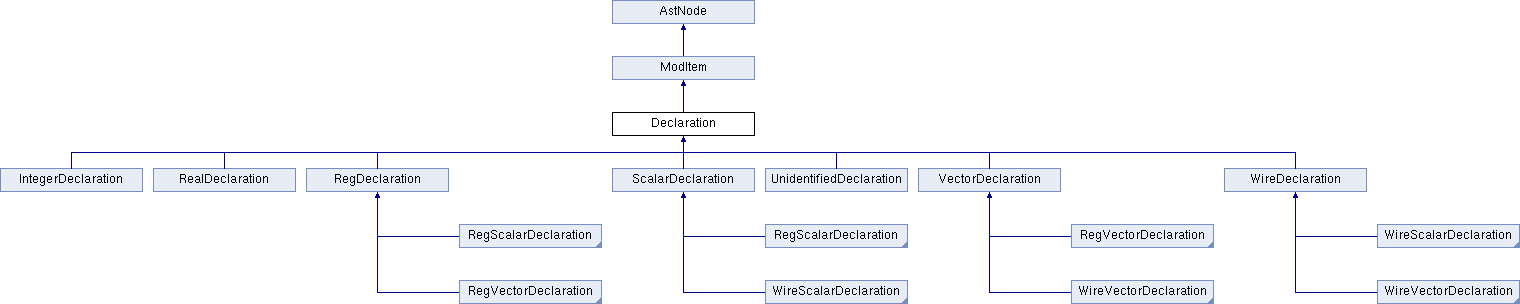 AstNode
ModItem
Declaration
IntegerDeclaration
RealDeclaration
RegDeclaration
ScalarDeclaration
UnidentifiedDeclaration
VectorDeclaration
WireDeclaration
RegScalarDeclaration
RegScalarDeclaration
RegVectorDeclaration
WireScalarDeclaration
RegVectorDeclaration
WireScalarDeclaration
WireVectorDeclaration
WireVectorDeclaration